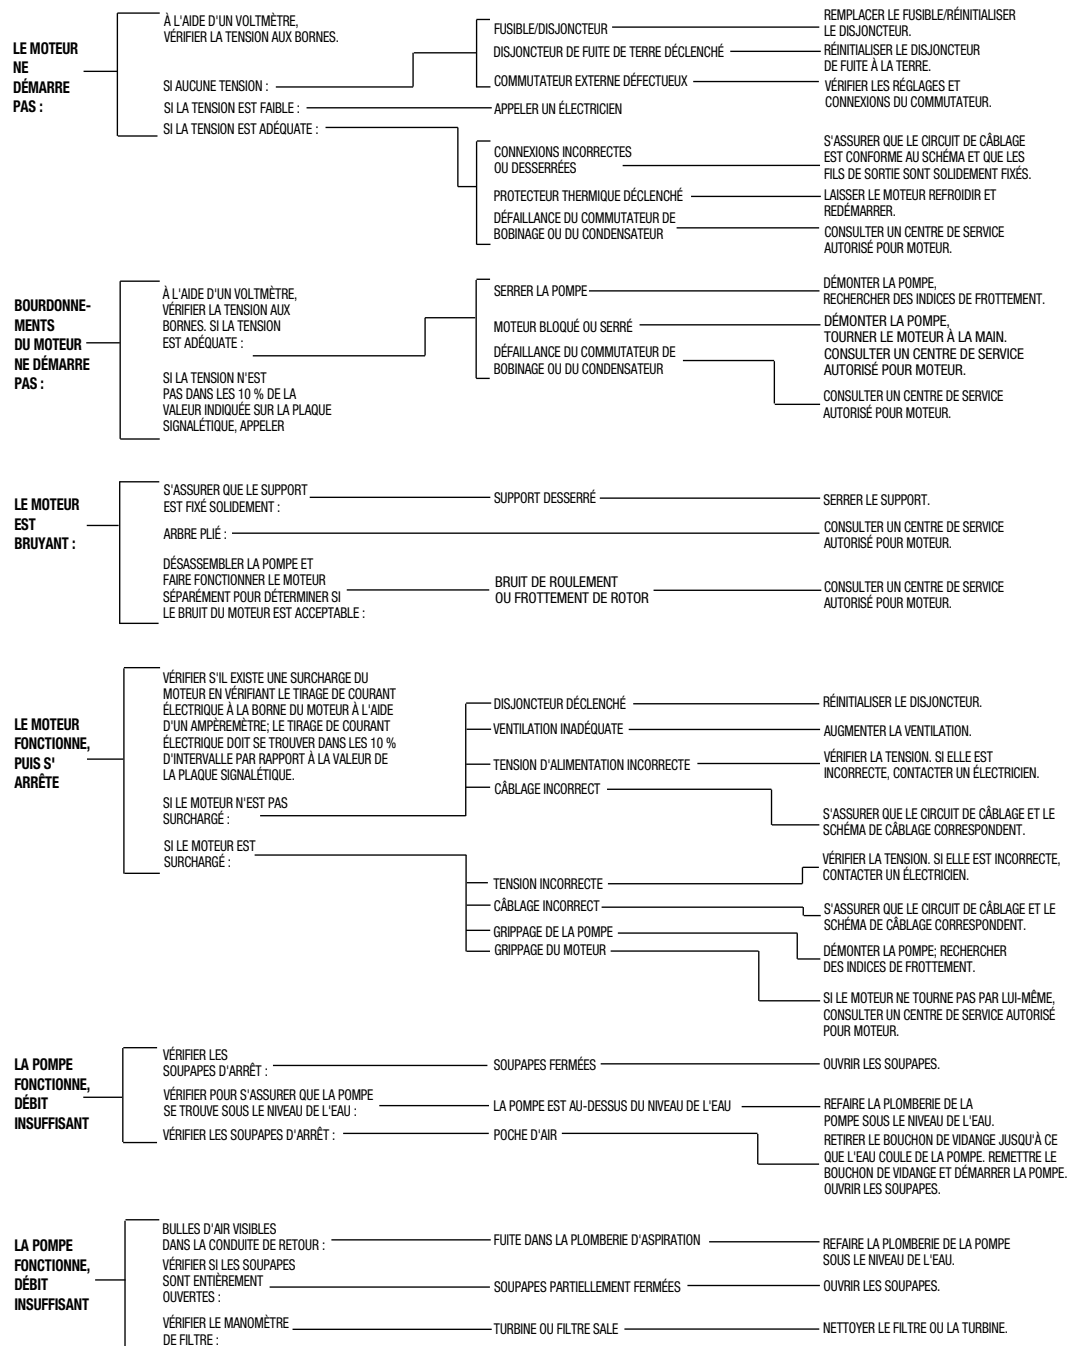 LE MOTEUR
NE
DÉMARRE
PAS :
À L'AIDE D'UN VOLTMÈTRE,
VÉRIFIER LA TENSION AUX BORNES.
SI AUCUNE TENSION :
FUSIBLE/DISJONCTEUR
REMPLACER LE FUSIBLE/RÉINITIALISER
LE DISJONCTEUR.
DISJONCTEUR DE FUITE DE TERRE DÉCLENCHÉ
RÉINITIALISER LE DISJONCTEUR
DE FUITE À LA TERRE.
COMMUTATEUR EXTERNE DÉFECTUEUX
VÉRIFIER LES RÉGLAGES ET
CONNEXIONS DU COMMUTATEUR.
SI LA TENSION EST FAIBLE :
APPELER UN ÉLECTRICIEN
SI LA TENSION EST ADÉQUATE :
CONNEXIONS INCORRECTES
OU DESSERRÉES
S'ASSURER QUE LE CIRCUIT DE CÂBLAGE
EST CONFORME AU SCHÉMA ET QUE LES
FILS DE SORTIE SONT SOLIDEMENT FIXÉS.
PROTECTEUR THERMIQUE DÉCLENCHÉ
LAISSER LE MOTEUR REFROIDIR ET
REDÉMARRER.
DÉFAILLANCE DU COMMUTATEUR DE
BOBINAGE OU DU CONDENSATEUR
CONSULTER UN CENTRE DE SERVICE
AUTORISÉ POUR MOTEUR.
BOURDONNE-
MENTS
DU MOTEUR
NE DÉMARRE
PAS :
À L'AIDE D'UN VOLTMÈTRE,
VÉRIFIER LA TENSION AUX
BORNES. SI LA TENSION
EST ADÉQUATE :
SERRER LA POMPE
DÉMONTER LA POMPE,
RECHERCHER DES INDICES DE FROTTEMENT.
MOTEUR BLOQUÉ OU SERRÉ
DÉMONTER LA POMPE,
TOURNER LE MOTEUR À LA MAIN.
CONSULTER UN CENTRE DE SERVICE
AUTORISÉ POUR MOTEUR.
DÉFAILLANCE DU COMMUTATEUR DE
BOBINAGE OU DU CONDENSATEUR
CONSULTER UN CENTRE DE SERVICE
AUTORISÉ POUR MOTEUR.
SI LA TENSION N'EST
PAS DANS LES 10 % DE LA
VALEUR INDIQUÉE SUR LA PLAQUE
SIGNALÉTIQUE, APPELER
LE MOTEUR
EST
BRUYANT :
S'ASSURER QUE LE SUPPORT
EST FIXÉ SOLIDEMENT :
SUPPORT DESSERRÉ
SERRER LE SUPPORT.
ARBRE PLIÉ :
CONSULTER UN CENTRE DE SERVICE
AUTORISÉ POUR MOTEUR.
DÉSASSEMBLER LA POMPE ET
FAIRE FONCTIONNER LE MOTEUR
SÉPARÉMENT POUR DÉTERMINER SI
LE BRUIT DU MOTEUR EST ACCEPTABLE :
BRUIT DE ROULEMENT
OU FROTTEMENT DE ROTOR
CONSULTER UN CENTRE DE SERVICE
AUTORISÉ POUR MOTEUR.
LE MOTEUR
FONCTIONNE,
PUIS S'
ARRÊTE
VÉRIFIER S'IL EXISTE UNE SURCHARGE DU
MOTEUR EN VÉRIFIANT LE TIRAGE DE COURANT
ÉLECTRIQUE À LA BORNE DU MOTEUR À L'AIDE
D'UN AMPÈREMÈTRE; LE TIRAGE DE COURANT
ÉLECTRIQUE DOIT SE TROUVER DANS LES 10 %
D'INTERVALLE PAR RAPPORT À LA VALEUR DE
LA PLAQUE SIGNALÉTIQUE.
SI LE MOTEUR N'EST PAS
SURCHARGÉ :
DISJONCTEUR DÉCLENCHÉ
RÉINITIALISER LE DISJONCTEUR.
VENTILATION INADÉQUATE
AUGMENTER LA VENTILATION.
TENSION D'ALIMENTATION INCORRECTE
VÉRIFIER LA TENSION. SI ELLE EST
INCORRECTE, CONTACTER UN ÉLECTRICIEN.
CÂBLAGE INCORRECT
S'ASSURER QUE LE CIRCUIT DE CÂBLAGE ET LE
SCHÉMA DE CÂBLAGE CORRESPONDENT.
SI LE MOTEUR EST
SURCHARGÉ :
TENSION INCORRECTE
VÉRIFIER LA TENSION. SI ELLE EST INCORRECTE,
CONTACTER UN ÉLECTRICIEN.
CÂBLAGE INCORRECT
S'ASSURER QUE LE CIRCUIT DE CÂBLAGE ET LE
SCHÉMA DE CÂBLAGE CORRESPONDENT.
GRIPPAGE DE LA POMPE
DÉMONTER LA POMPE; RECHERCHER
DES INDICES DE FROTTEMENT.
GRIPPAGE DU MOTEUR
SI LE MOTEUR NE TOURNE PAS PAR LUI-MÊME,
CONSULTER UN CENTRE DE SERVICE AUTORISÉ
POUR MOTEUR.
LA POMPE
FONCTIONNE,
DÉBIT
INSUFFISANT
VÉRIFIER LES
SOUPAPES D'ARRÊT :
SOUPAPES FERMÉES
OUVRIR LES SOUPAPES.
VÉRIFIER POUR S'ASSURER QUE LA POMPE
SE TROUVE SOUS LE NIVEAU DE L'EAU :
LA POMPE EST AU-DESSUS DU NIVEAU DE L'EAU
REFAIRE LA PLOMBERIE DE LA
POMPE SOUS LE NIVEAU DE L'EAU.
VÉRIFIER LES SOUPAPES D'ARRÊT :
POCHE D'AIR
RETIRER LE BOUCHON DE VIDANGE JUSQU'À CE
QUE L'EAU COULE DE LA POMPE. REMETTRE LE
BOUCHON DE VIDANGE ET DÉMARRER LA POMPE.
OUVRIR LES SOUPAPES.
LA POMPE
FONCTIONNE,
DÉBIT
INSUFFISANT
BULLES D'AIR VISIBLES
DANS LA CONDUITE DE RETOUR :
FUITE DANS LA PLOMBERIE D'ASPIRATION
REFAIRE LA PLOMBERIE DE LA POMPE
SOUS LE NIVEAU DE L'EAU.
VÉRIFIER SI LES SOUPAPES
SONT ENTIÈREMENT
OUVERTES :
SOUPAPES PARTIELLEMENT FERMÉES
OUVRIR LES SOUPAPES.
VÉRIFIER LE MANOMÈTRE
DE FILTRE :
TURBINE OU FILTRE SALE
NETTOYER LE FILTRE OU LA TURBINE.